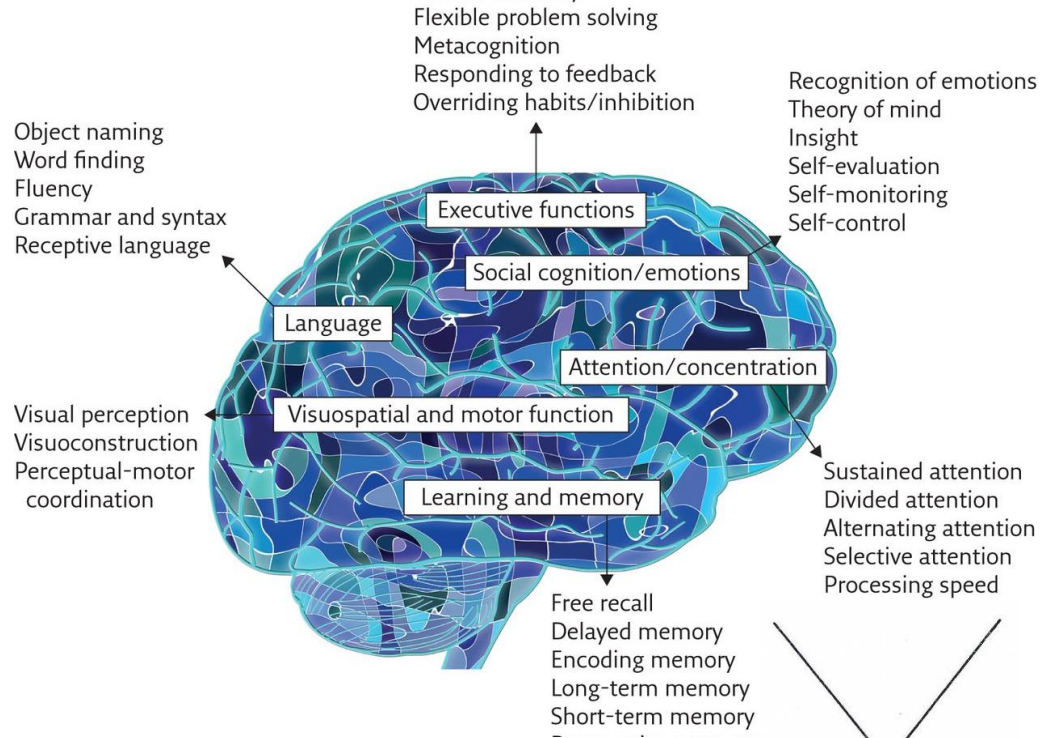 Flexible problem solving
Metacognition
Responding to feedback
Overriding habits/inhibition
Recognition of emotions
Theory of mind
Insight
Self-evaluation
Self-monitoring
Self-control
Object naming
Word finding
Fluency
Grammar and syntax
Receptive language
Executive functions
Social cognition/emotions
Language
Attention/concentration
Visuospatial and motor function
Visual perception
Visuoconstruction
Perceptual-motor
coordination
Learning and memory
Sustained attention
Divided attention
Alternating attention
Selective attention
Processing speed
Free recall
Delayed memory
Encoding memory
Long-term memory
Short-term memory